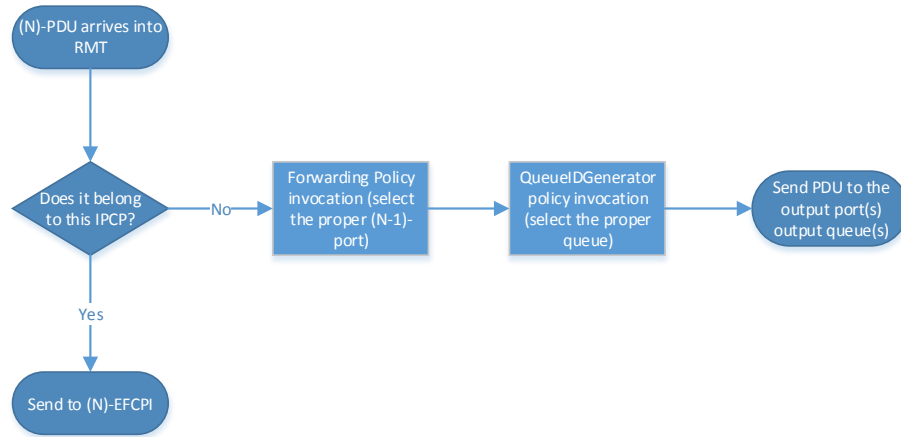 (N)-PDU arrives into
RMT
Does it belong
to this IPCP?
No
Forwarding Policy
invocation (select
the proper (N-1)-
port)
QueueIDGenerator
policy invocation
(select the proper
queue)
Send PDU to the
output port(s)
output queue(s)
Yes
Send to (N)-EFCPI